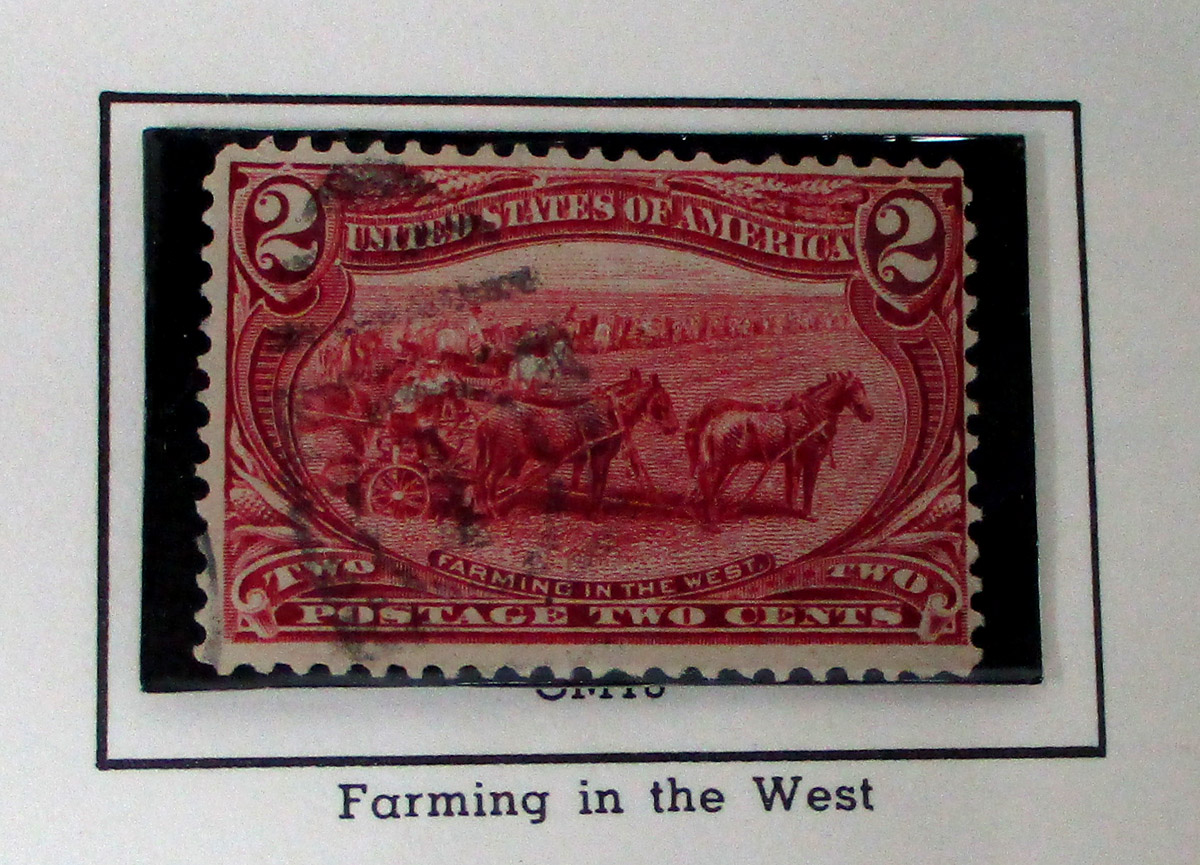 2 2
UNITED STATES OF AMERICA
FARMING IN THE WEST.
TWO TWO
POSTAGE TWO CENTS
Farming in the West